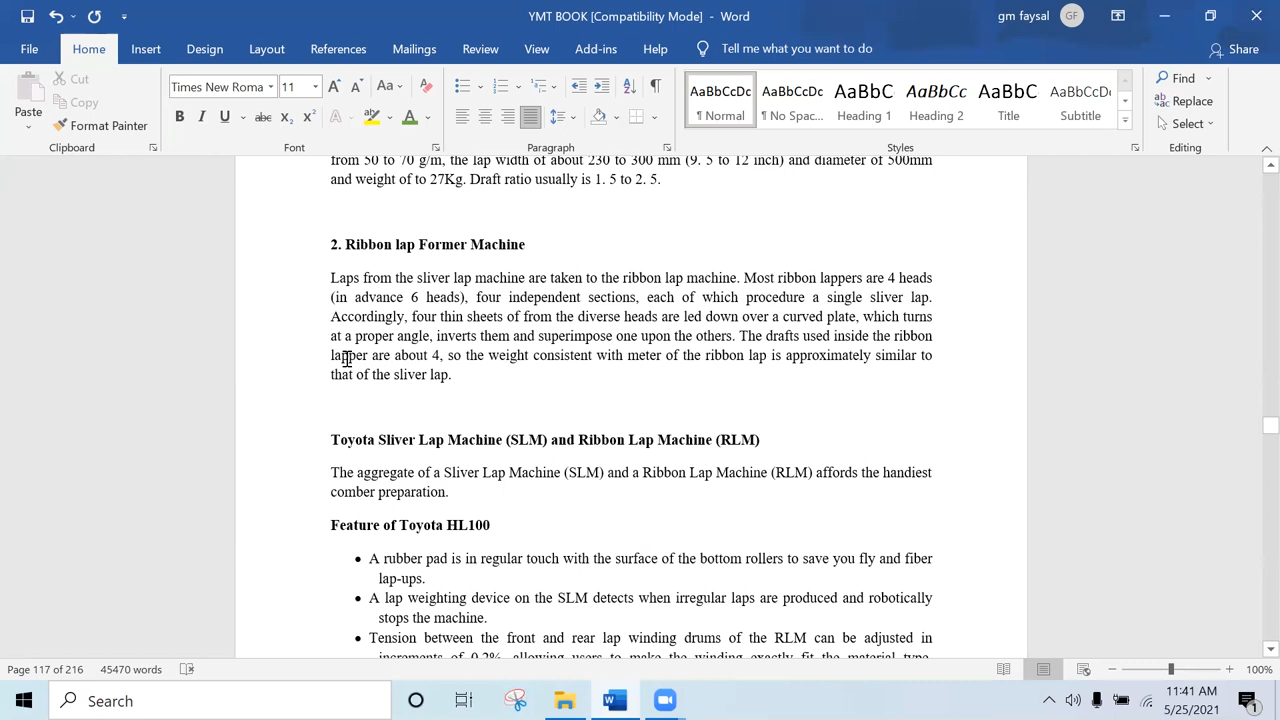 YMT BOOK [Compatibility Mode] - Word
gm faysal GF
File Home Insert Design Layout References Mailings Review View Add-ins Help Tell me what you want to do Share
Paste Cut Copy Format Painter
Times New Roma 11
AaBbCcDc AaBbCcDc AaBbC AaBbCc AaBbC AaBbCcDc
¶ Normal ¶ No Spac... Heading 1 Heading 2 Title Subtitle
Find
Replace
Select
Clipboard Font Paragraph Styles Editing
from 50 to 70 g/m, the lap width of about 230 to 300 mm (9. 5 to 12 inch) and diameter of 500mm
and weight of to 27Kg. Draft ratio usually is 1. 5 to 2. 5.
2. Ribbon lap Former Machine
Laps from the sliver lap machine are taken to the ribbon lap machine. Most ribbon lappers are 4 heads
(in advance 6 heads), four independent sections, each of which procedure a single sliver lap.
Accordingly, four thin sheets of from the diverse heads are led down over a curved plate, which turns
at a proper angle, inverts them and superimpose one upon the others. The drafts used inside the ribbon
lapper are about 4, so the weight consistent with meter of the ribbon lap is approximately similar to
that of the sliver lap.
Toyota Sliver Lap Machine (SLM) and Ribbon Lap Machine (RLM)
The aggregate of a Sliver Lap Machine (SLM) and a Ribbon Lap Machine (RLM) affords the handiest
comber preparation.
Feature of Toyota HL100
• A rubber pad is in regular touch with the surface of the bottom rollers to save you fly and fiber
lap-ups.
• A lap weighting device on the SLM detects when irregular laps are produced and robotically
stops the machine.
• Tension between the front and rear lap winding drums of the RLM can be adjusted in
increments of 0.2%, allowing users to make the winding exactly fit the material type,
Page 117 of 216 45470 words 100%
Search 11:41 AM
5/25/2021